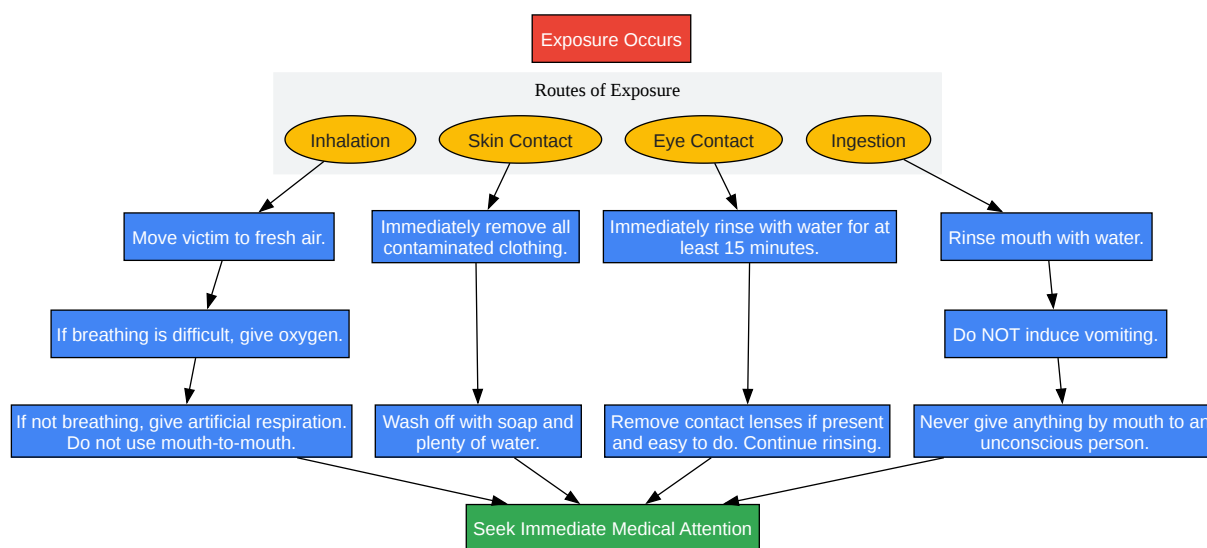 Exposure Occurs
Routes of Exposure
Inhalation
Skin Contact
Eye Contact
Ingestion
Move victim to fresh air.
Immediately remove all
contaminated clothing.
Immediately rinse with water for at
least 15 minutes.
Rinse mouth with water.
If breathing is difficult, give oxygen.
Do NOT induce vomiting.
If not breathing, give artificial respiration.
Do not use mouth-to-mouth.
Wash off with soap and
plenty of water.
Remove contact lenses if present
and easy to do. Continue rinsing.
Never give anything by mouth to an
unconscious person.
Seek Immediate Medical Attention